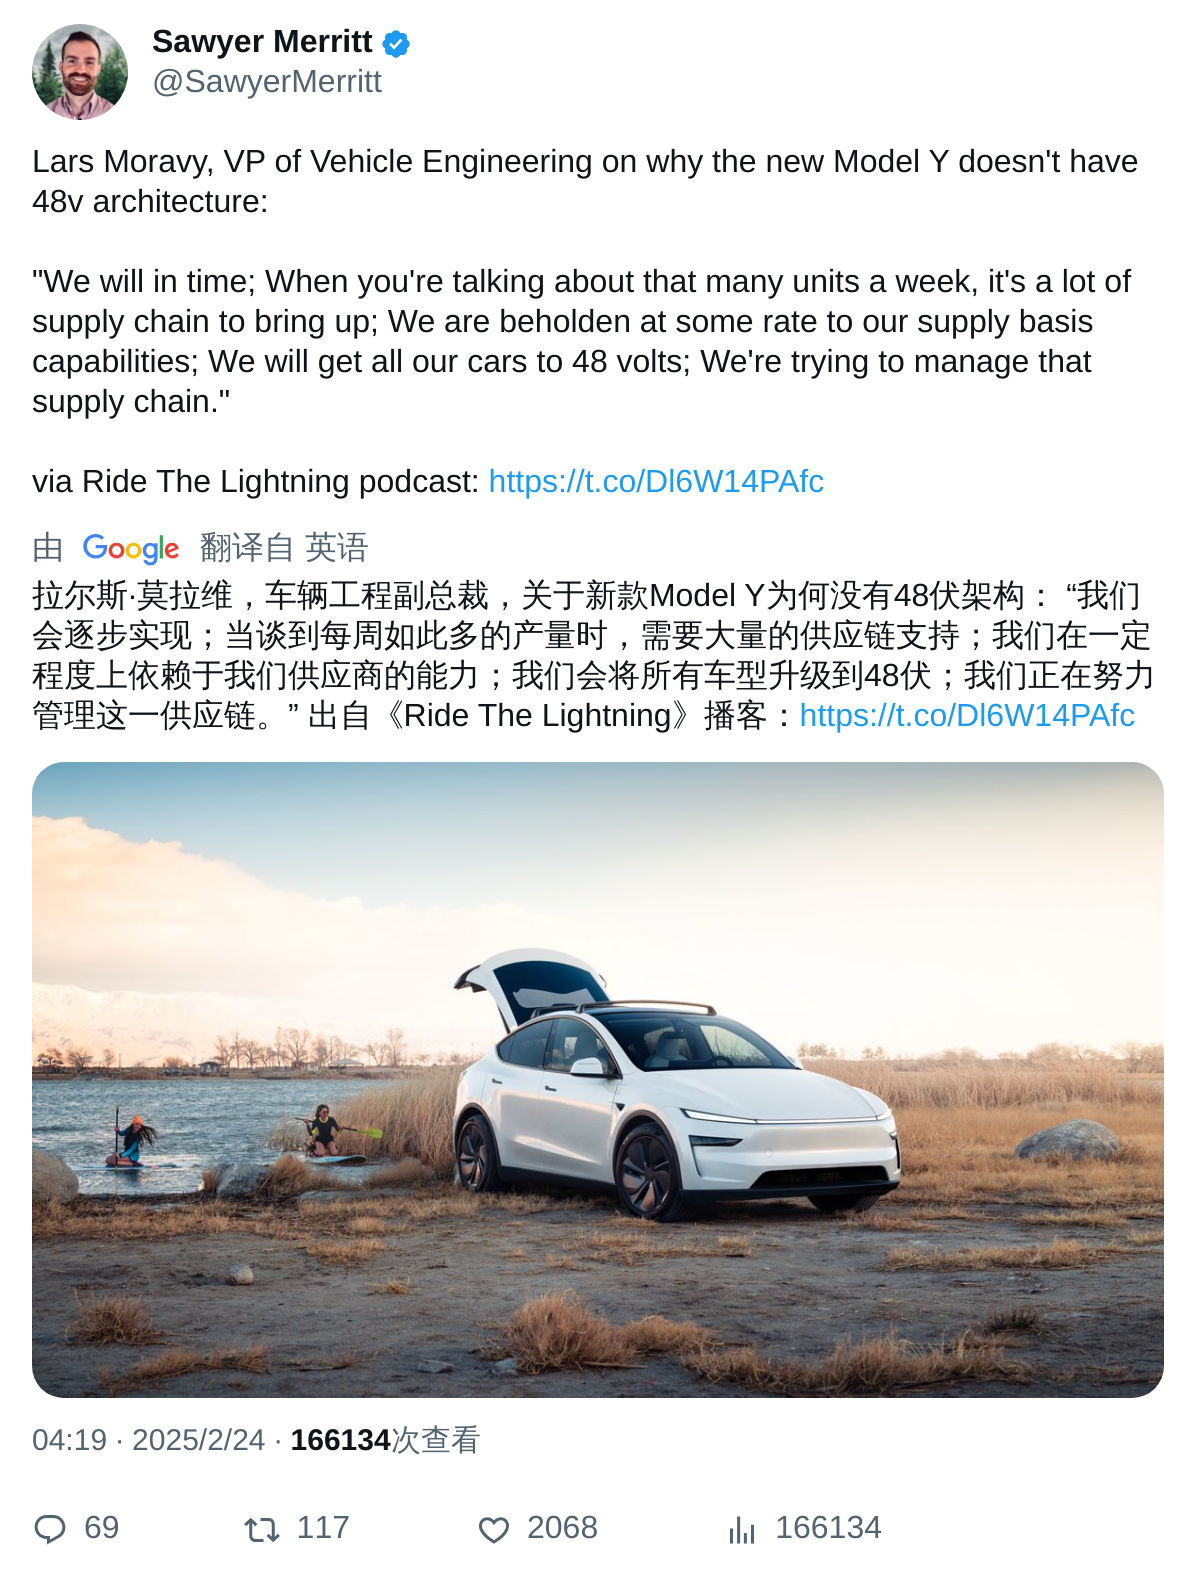 Sawyer Merritt
@SawyerMerritt
Lars Moravy, VP of Vehicle Engineering on why the new Model Y doesn't have
48v architecture:
"We will in time; When you're talking about that many units a week, it's a lot of
supply chain to bring up; We are beholden at some rate to our supply basis
capabilities; We will get all our cars to 48 volts; We're trying to manage that
supply chain."
via Ride The Lightning podcast: https://t.co/Dl6W14PAfc
由 Google 翻译自 英语
拉尔斯·莫拉维，车辆工程副总裁，关于新款Model Y为何没有48伏架构： “我们
会逐步实现；当谈到每周如此多的产量时，需要大量的供应链支持；我们在一定
程度上依赖于我们供应商的能力；我们会将所有车型升级到48伏；我们正在努力
管理这一供应链。” 出自《Ride The Lightning》播客：https://t.co/Dl6W14PAfc
04:19 · 2025/2/24 · 166134次查看
69 117 2068 166134